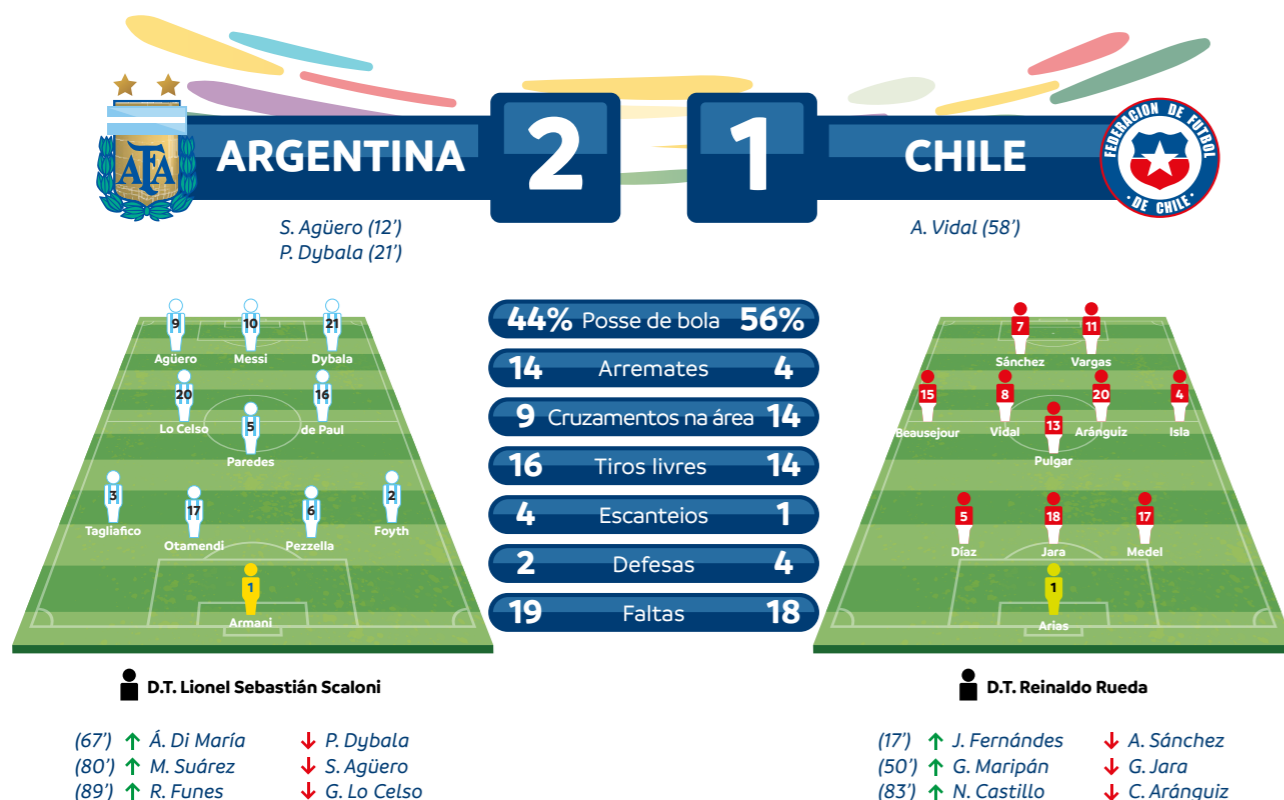 ARGENTINA 2 1 CHILE
AFA
FEDERACION DE FUTBOL
· DE CHILE ·
S. Agüero (12’)
P. Dybala (21’)
A. Vidal (58’)
9 10 21
Agüero Messi Dybala
20 16
Lo Celso de Paul
5
Paredes
3 2
Tagliafico Foyth
17 6
Otamendi Pezzella
1
Armani
44% Posse de bola 56%
14 Arremates 4
9 Cruzamentos na área 14
16 Tiros livres 14
4 Escanteios 1
2 Defesas 4
19 Faltas 18
7 11
Sánchez Vargas
15 8 20 4
Beausejour Vidal Aránguiz Isla
13
Pulgar
5 18 17
Díaz Jara Medel
1
Arias
D.T. Lionel Sebastián Scaloni
(67’) ↑ Á. Di María ↓ P. Dybala
(80’) ↑ M. Suárez ↓ S. Agüero
(89’) ↑ R. Funes ↓ G. Lo Celso
D.T. Reinaldo Rueda
(17’) ↑ J. Fernándes ↓ A. Sánchez
(50’) ↑ G. Maripán ↓ G. Jara
(83’) ↑ N. Castillo ↓ C. Aránguiz